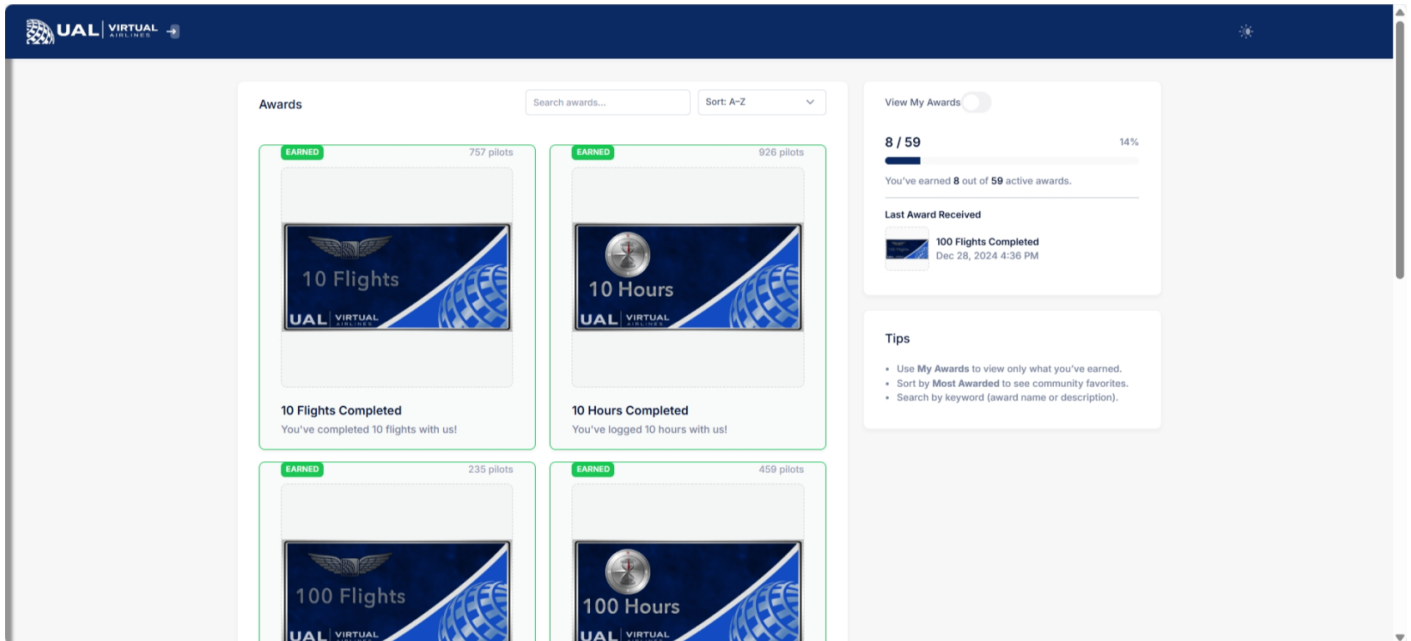 UAL VIRTUAL
AIRLINES
Awards
Search awards...
Sort: A–Z
EARNED
757 pilots
10 Flights
UAL VIRTUAL
AIRLINES
10 Flights Completed
You've completed 10 flights with us!
EARNED
926 pilots
10 Hours
UAL VIRTUAL
AIRLINES
10 Hours Completed
You've logged 10 hours with us!
EARNED
235 pilots
100 Flights
UAL VIRTUAL
EARNED
459 pilots
100 Hours
UAL VIRTUAL
View My Awards
8 / 59
14%
You've earned 8 out of 59 active awards.
Last Award Received
100 Flights Completed
Dec 28, 2024 4:36 PM
Tips
• Use My Awards to view only what you've earned.
• Sort by Most Awarded to see community favorites.
• Search by keyword (award name or description).